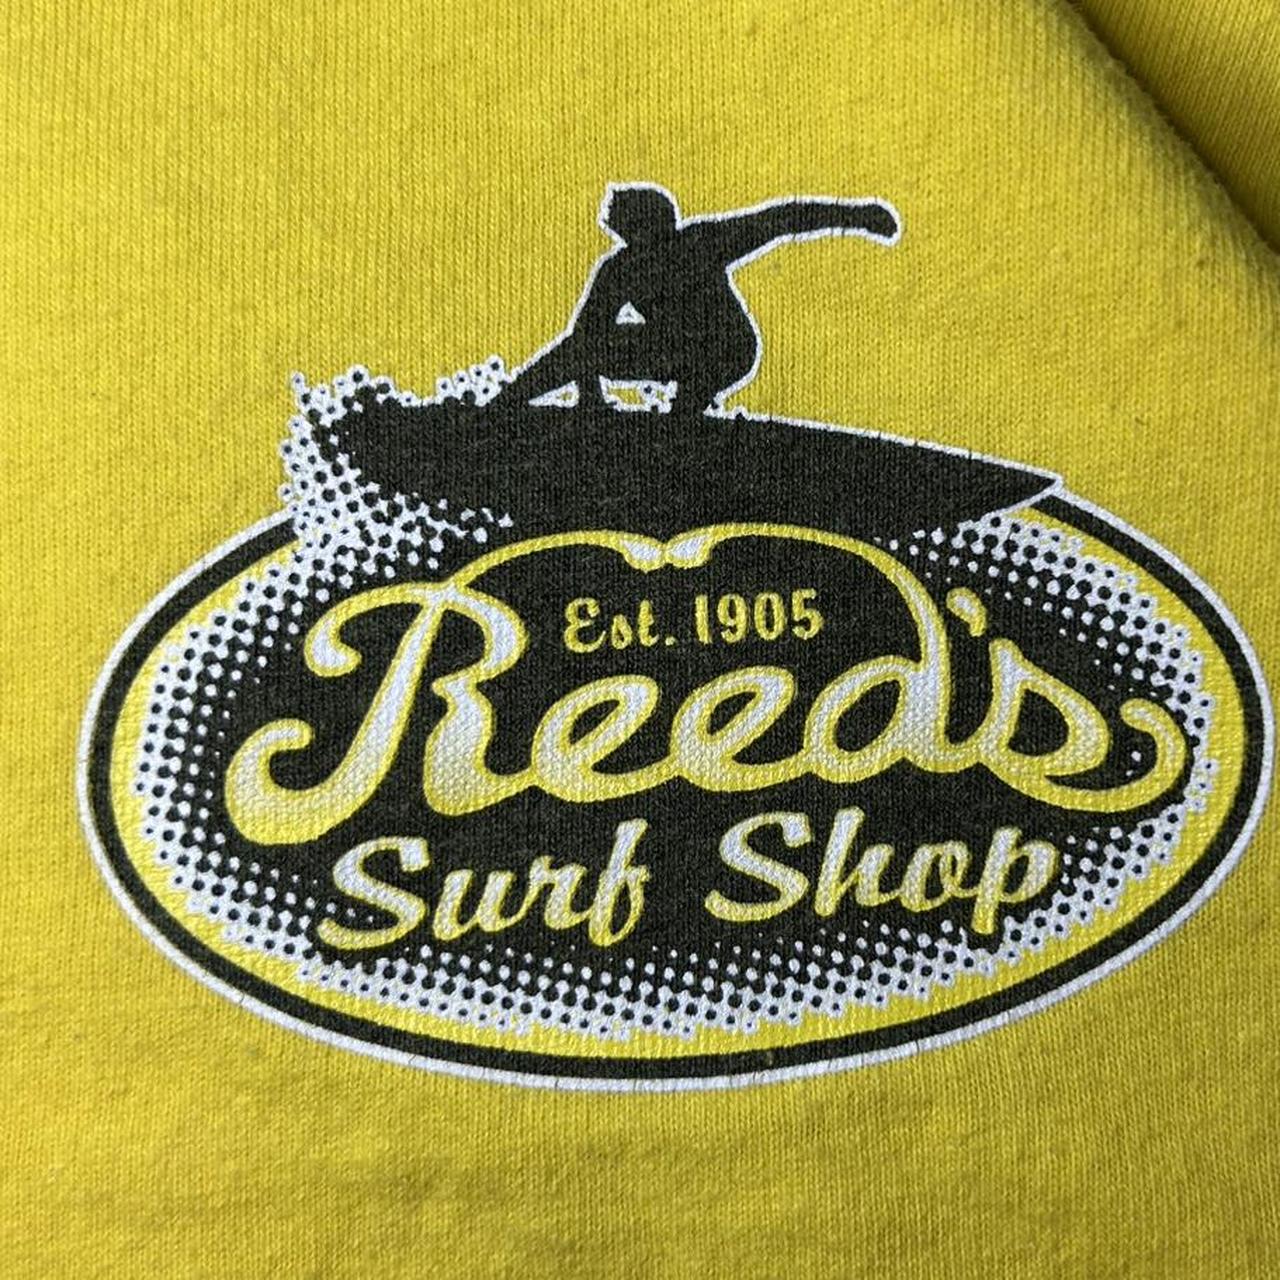 Est. 1905
Reed's
Surf Shop